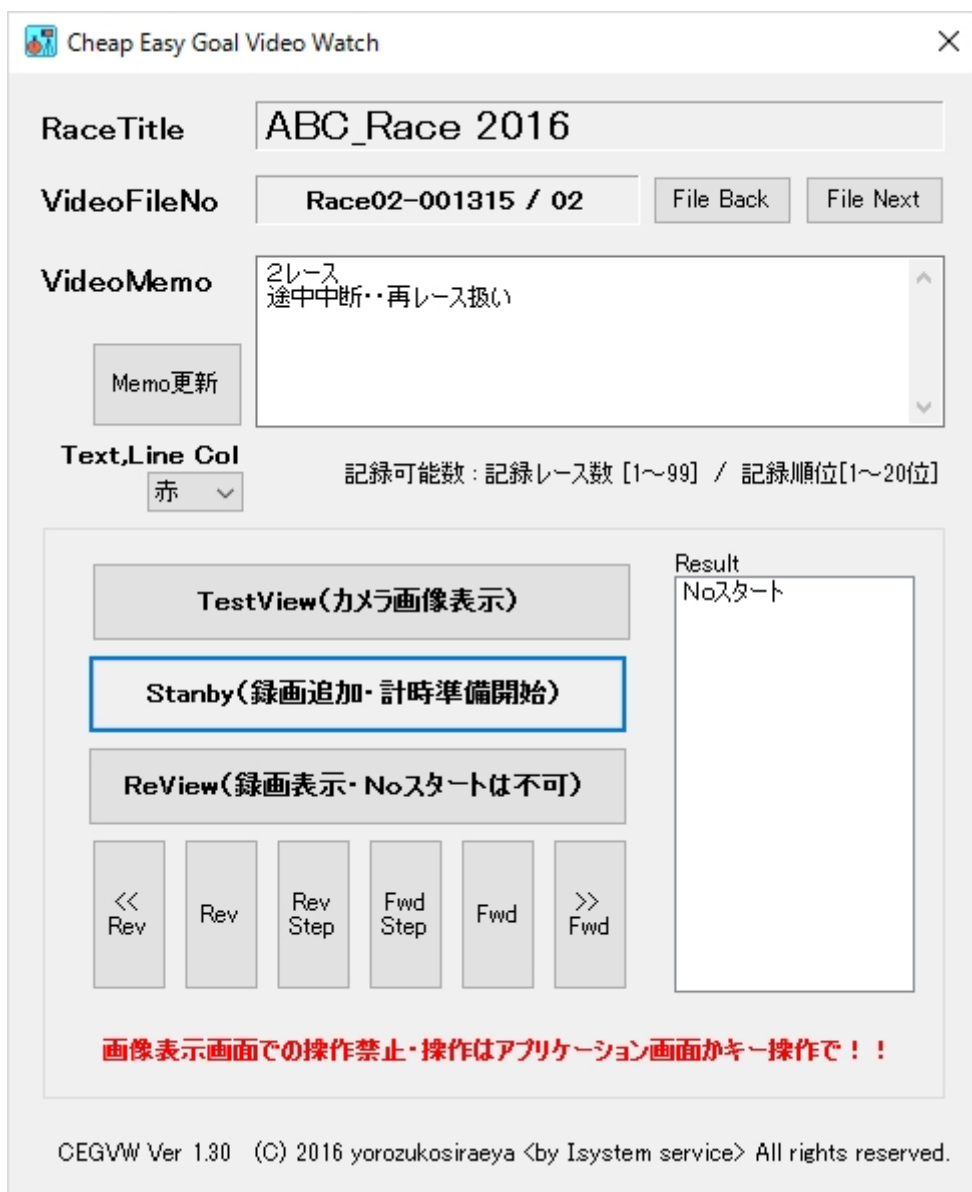 Cheap Easy Goal Video Watch
RaceTitle
ABC_Race 2016
VideoFileNo
Race02-001315 / 02
File Back
File Next
VideoMemo
2レース
途中中断・・再レース扱い
Memo更新
Text,Line Col
赤
記録可能数：記録レース数 [1～99] / 記録順位[1～20位]
TestView(カメラ画像表示)
Stanby(録画追加・計時準備開始)
ReView(録画表示・Noスタートは不可)
Result
Noスタート
<<
Rev
Rev
Rev
Step
Fwd
Step
Fwd
>>
Fwd
画像表示画面での操作禁止・操作はアプリケーション画面かキー操作で！！
CEGVW Ver 1.30 (C) 2016 yorozukosiraeya <by I.system service> All rights reserved.